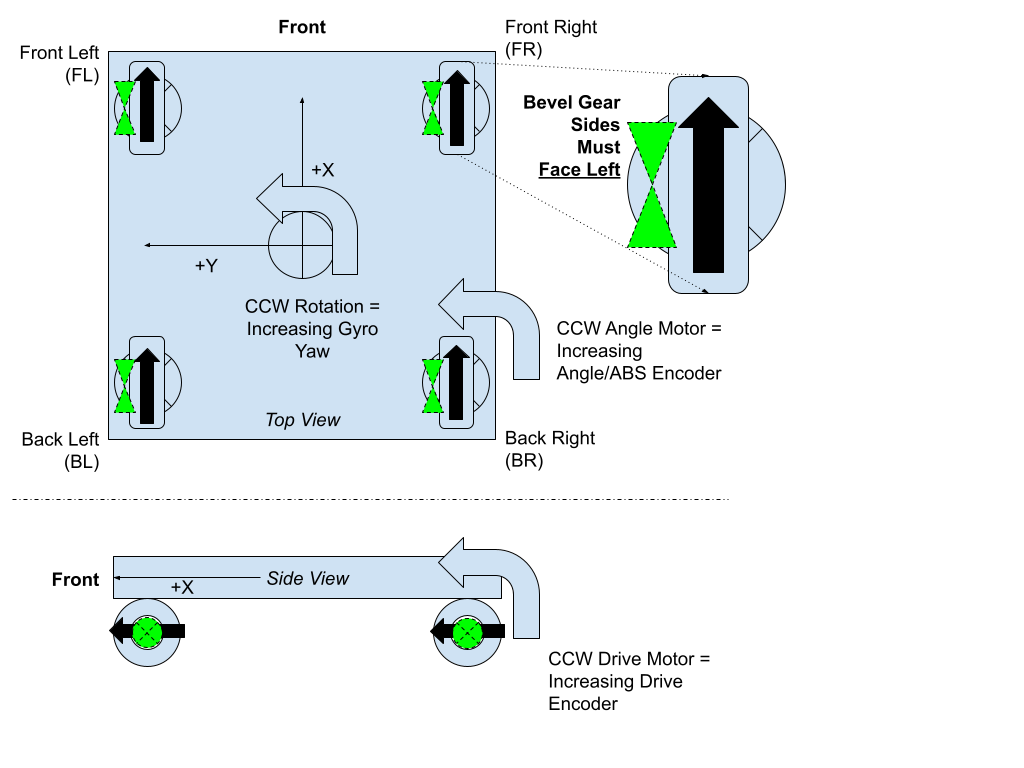 Front
Front Right
(FR)
Front Left
(FL)
Bevel Gear
Sides
Must
Face Left
+X
+Y
CCW Rotation =
Increasing Gyro
Yaw
CCW Angle Motor =
Increasing
Angle/ABS Encoder
Top View
Back Left
(BL)
Back Right
(BR)
Front
+X
Side View
CCW Drive Motor =
Increasing Drive
Encoder